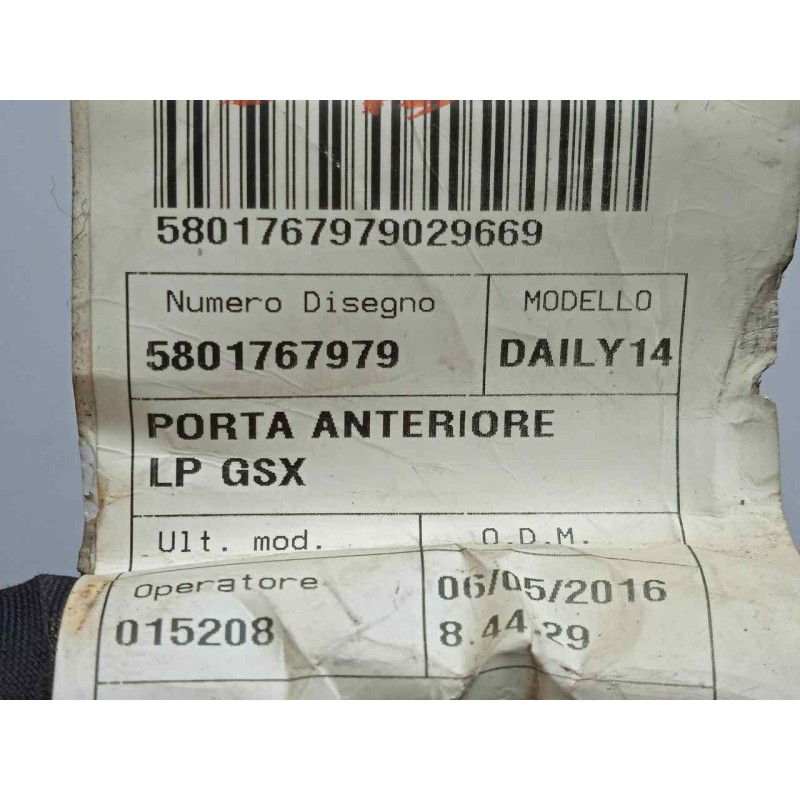 5801767979029669
Numero Disegno
MODELLO
5801767979
DAILY14
PORTA ANTERIORE
LP GSX
Ult. mod.
O.D.M.
Operatore
06/05/2016
015208
8.44.29